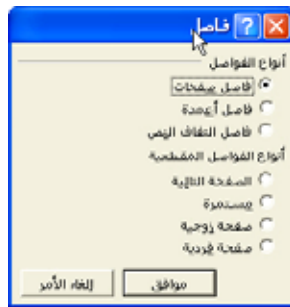 فاصل
أنواع الفواصل
فاصل صفحات
فاصل أعمدة
فاصل التفاف النص
أنواع الفواصل المقطعية
الصفحة التالية
مستمرة
صفحة زوجية
صفحة فردية
موافق إلغاء الأمر